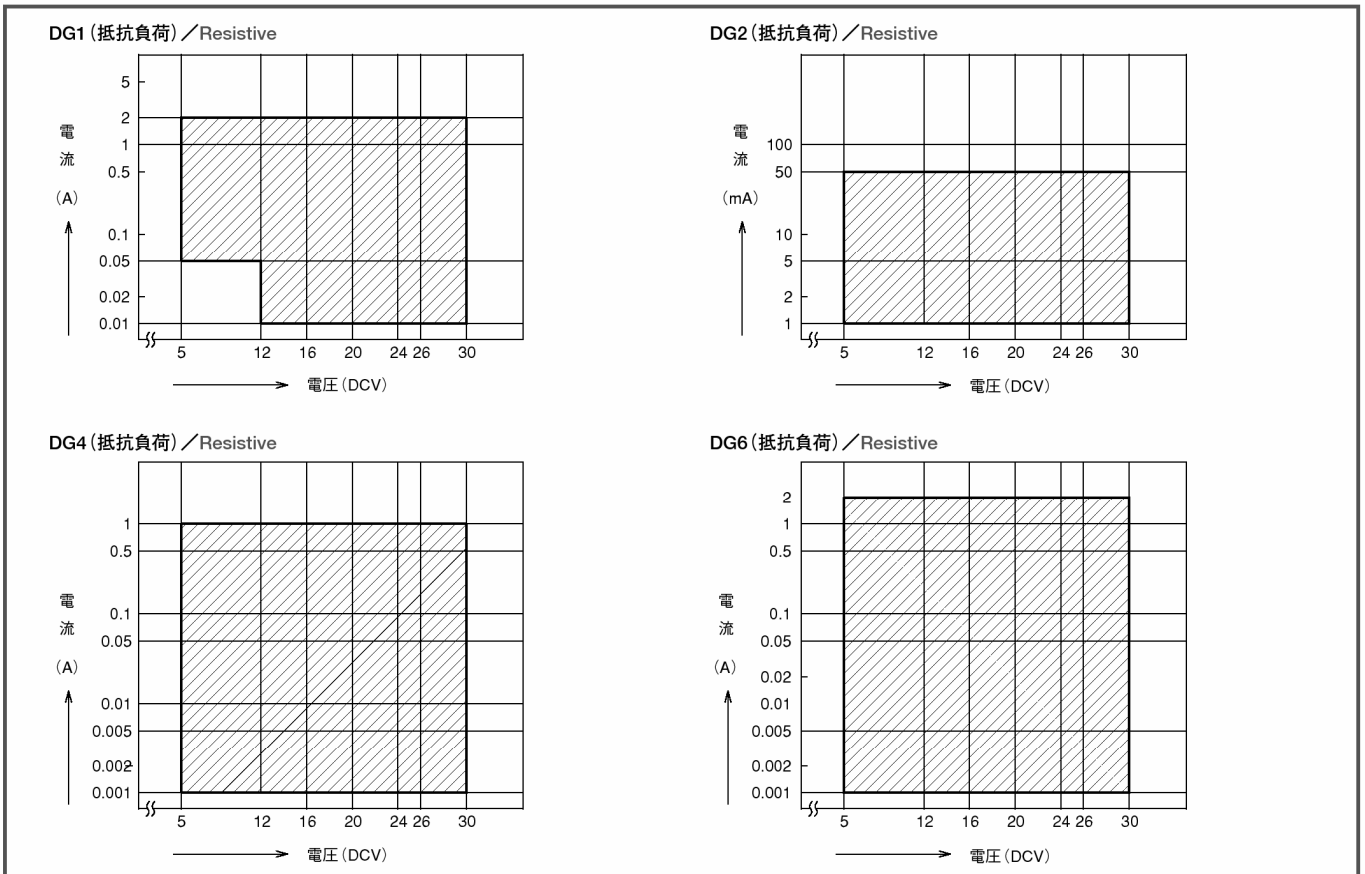 DG1(抵抗負荷)／Resistive
5
2
1
0.5
0.1
0.05
0.02
0.01
電
流
(A)
5 12 16 20 24 26 30
電圧(DCV)
DG2(抵抗負荷)／Resistive
100
50
10
5
2
1
電
流
(mA)
5 12 16 20 24 26 30
電圧(DCV)
DG4(抵抗負荷)／Resistive
1
0.5
0.1
0.05
0.01
0.005
0.002
0.001
電
流
(A)
5 12 16 20 24 26 30
電圧(DCV)
DG6(抵抗負荷)／Resistive
2
1
0.5
0.1
0.05
0.02
0.01
0.005
0.002
0.001
電
流
(A)
5 12 16 20 24 26 30
電圧(DCV)